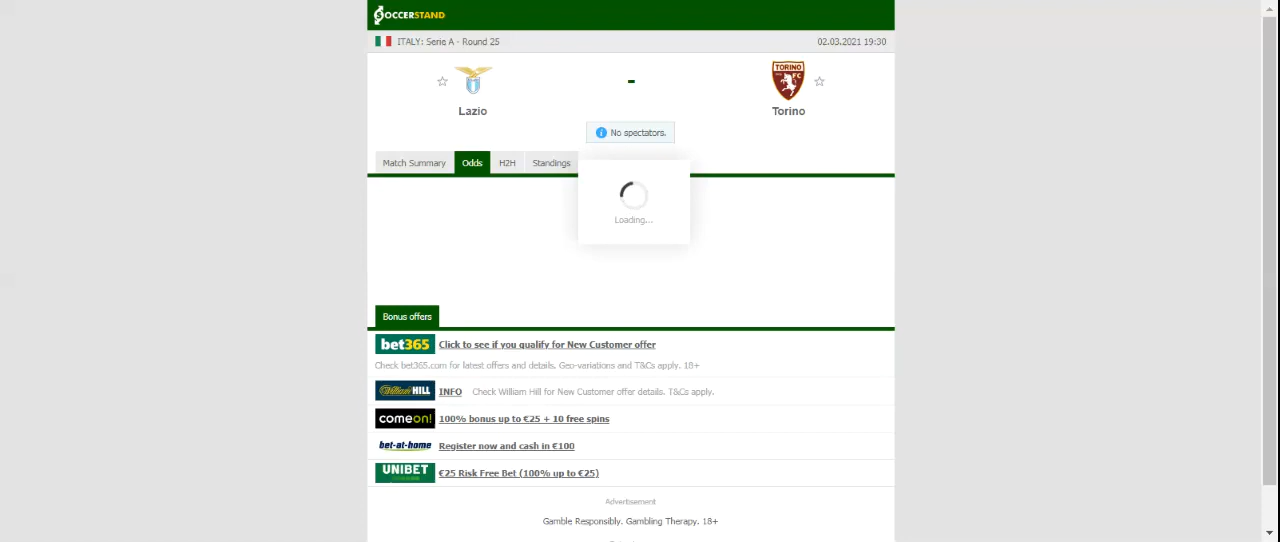 SOCCERSTAND
ITALY: Serie A - Round 25 02.03.2021 19:30
-
TORINO
FC
Lazio Torino
i No spectators.
Match Summary Odds H2H Standings
Loading...
Bonus offers
bet365 Click to see if you qualify for New Customer offer
Check bet365.com for latest offers and details. Geo-variations and T&Cs apply. 18+
William HILL INFO Check William Hill for New Customer offer details. T&Cs apply.
comeon! 100% bonus up to €25 + 10 free spins
bet-at-home Register now and cash in €100
UNIBET €25 Risk Free Bet (100% up to €25)
Advertisement
Gamble Responsibly. Gambling Therapy. 18+